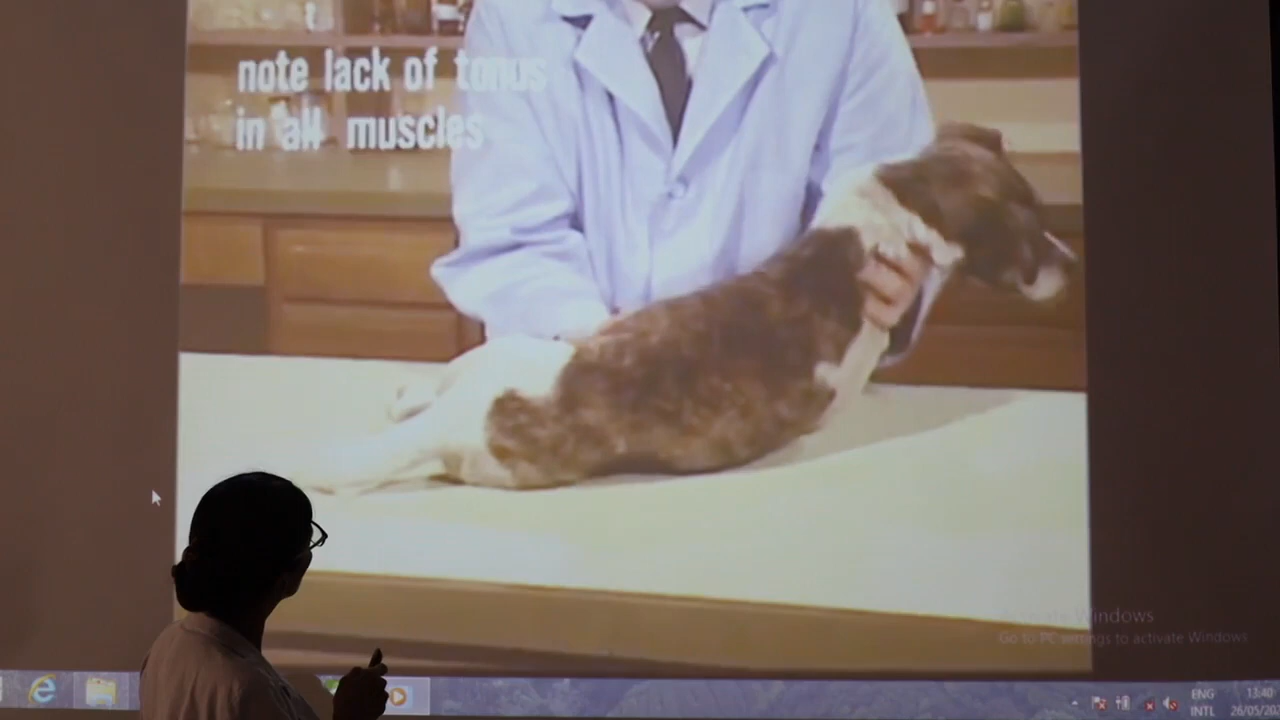 note lack of tonus
in all muscles
Activate Windows
Go to PC settings to activate Windows
ENG
INTL
13:40
26/05/202